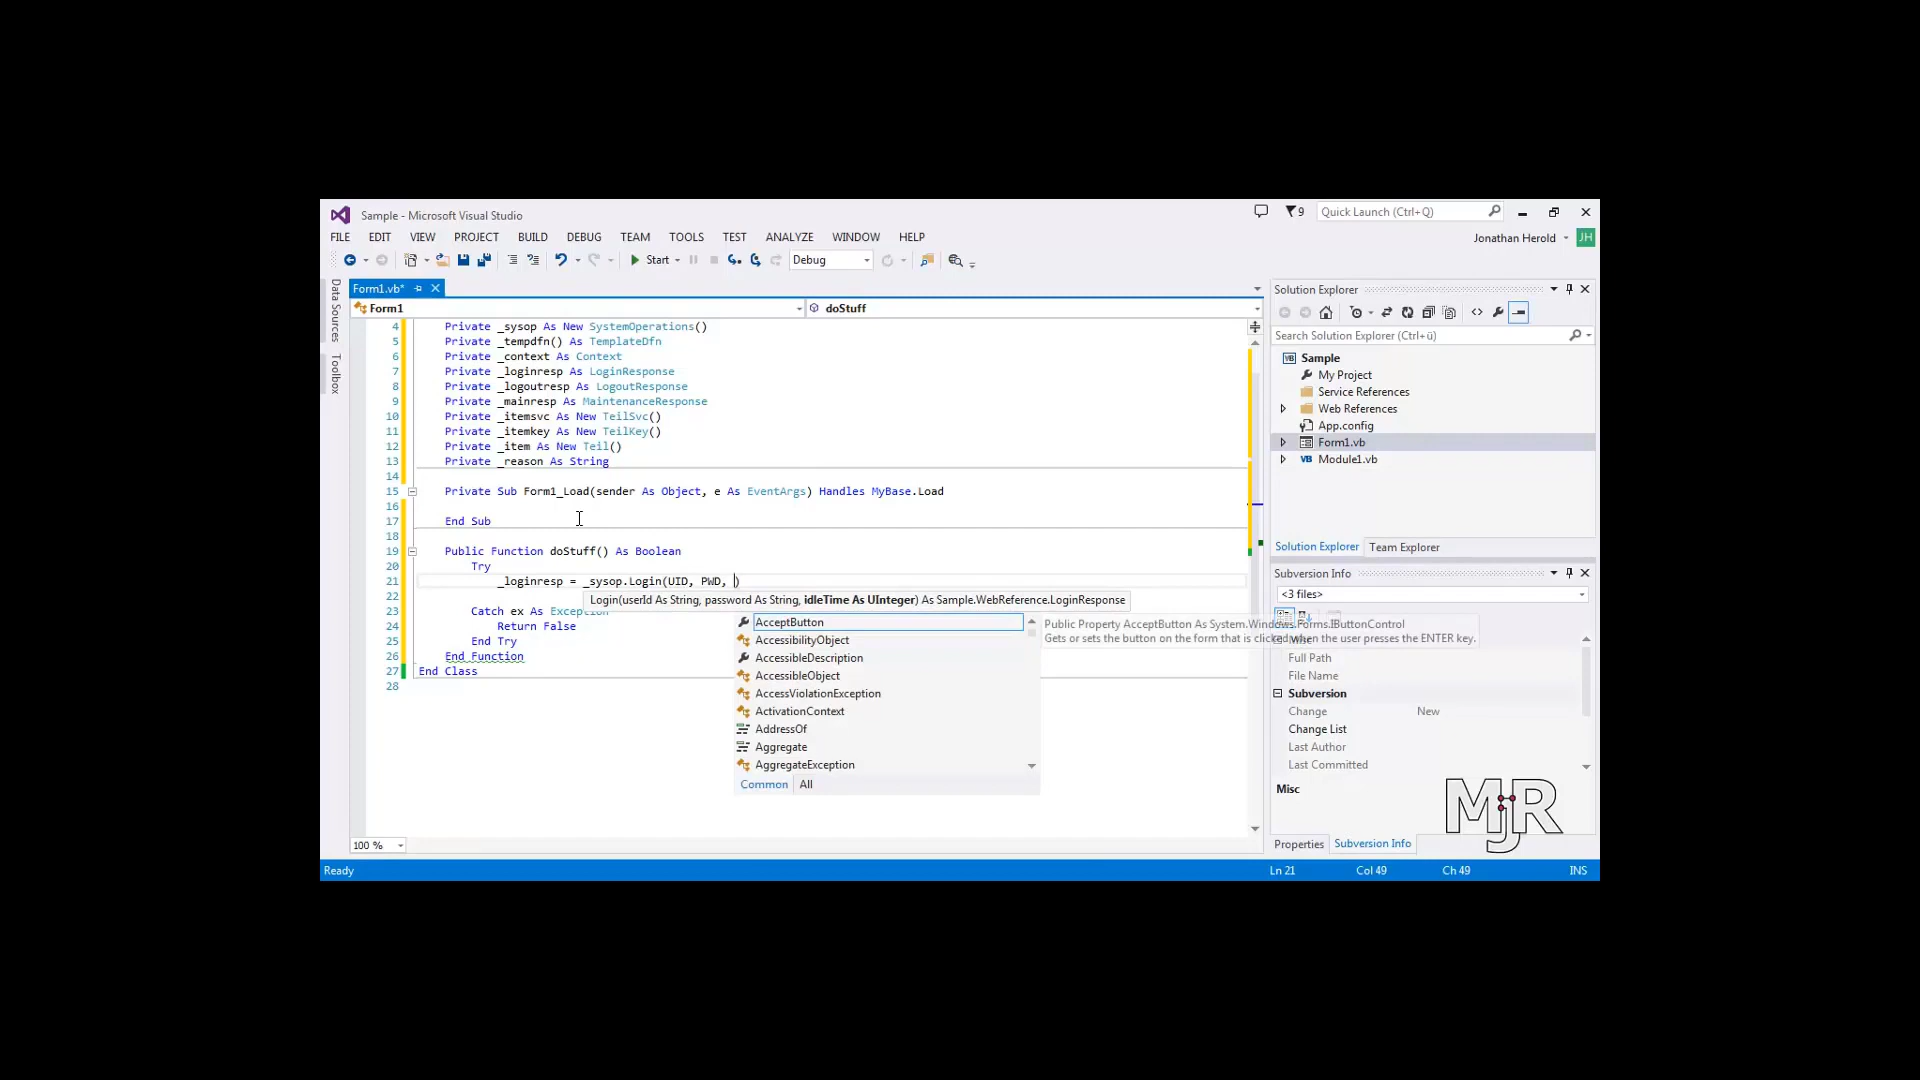 Sample - Microsoft Visual Studio
9
Quick Launch (Ctrl+Q)
FILE EDIT VIEW PROJECT BUILD DEBUG TEAM TOOLS TEST ANALYZE WINDOW HELP
Jonathan Herold
JH
Start
Debug
Data Sources
Toolbox
Form1.vb*
Form1
doStuff
4 Private _sysop As New SystemOperations()
5 Private _tempdfn() As TemplateDfn
6 Private _context As Context
7 Private _loginresp As LoginResponse
8 Private _logoutresp As LogoutResponse
9 Private _mainresp As MaintenanceResponse
10 Private _itemsvc As New TeilSvc()
11 Private _itemkey As New TeilKey()
12 Private _item As New Teil()
13 Private _reason As String
14
15 Private Sub Form1_Load(sender As Object, e As EventArgs) Handles MyBase.Load
16
17 End Sub
18
19 Public Function doStuff() As Boolean
20 Try
21 _loginresp = _sysop.Login(UID, PWD, )
Login(userId As String, password As String, idleTime As UInteger) As Sample.WebReference.LoginResponse
22
23 Catch ex As Exception
24 Return False
25 End Try
26 End Function
27 End Class
28
AcceptButton
AccessibilityObject
AccessibleDescription
AccessibleObject
AccessViolationException
ActivationContext
AddressOf
Aggregate
AggregateException
Common All
Public Property AcceptButton As System.Windows.Forms.IButtonControl
Gets or sets the button on the form that is clicked when the user presses the ENTER key.
100 %
Solution Explorer
Search Solution Explorer (Ctrl+ü)
Sample
My Project
Service References
Web References
App.config
Form1.vb
Module1.vb
Solution Explorer Team Explorer
Subversion Info
<3 files>
Misc
Full Path
File Name
Subversion
Change New
Change List
Last Author
Last Committed
Misc
MjR
Properties Subversion Info
Ready
Ln 21 Col 49 Ch 49 INS